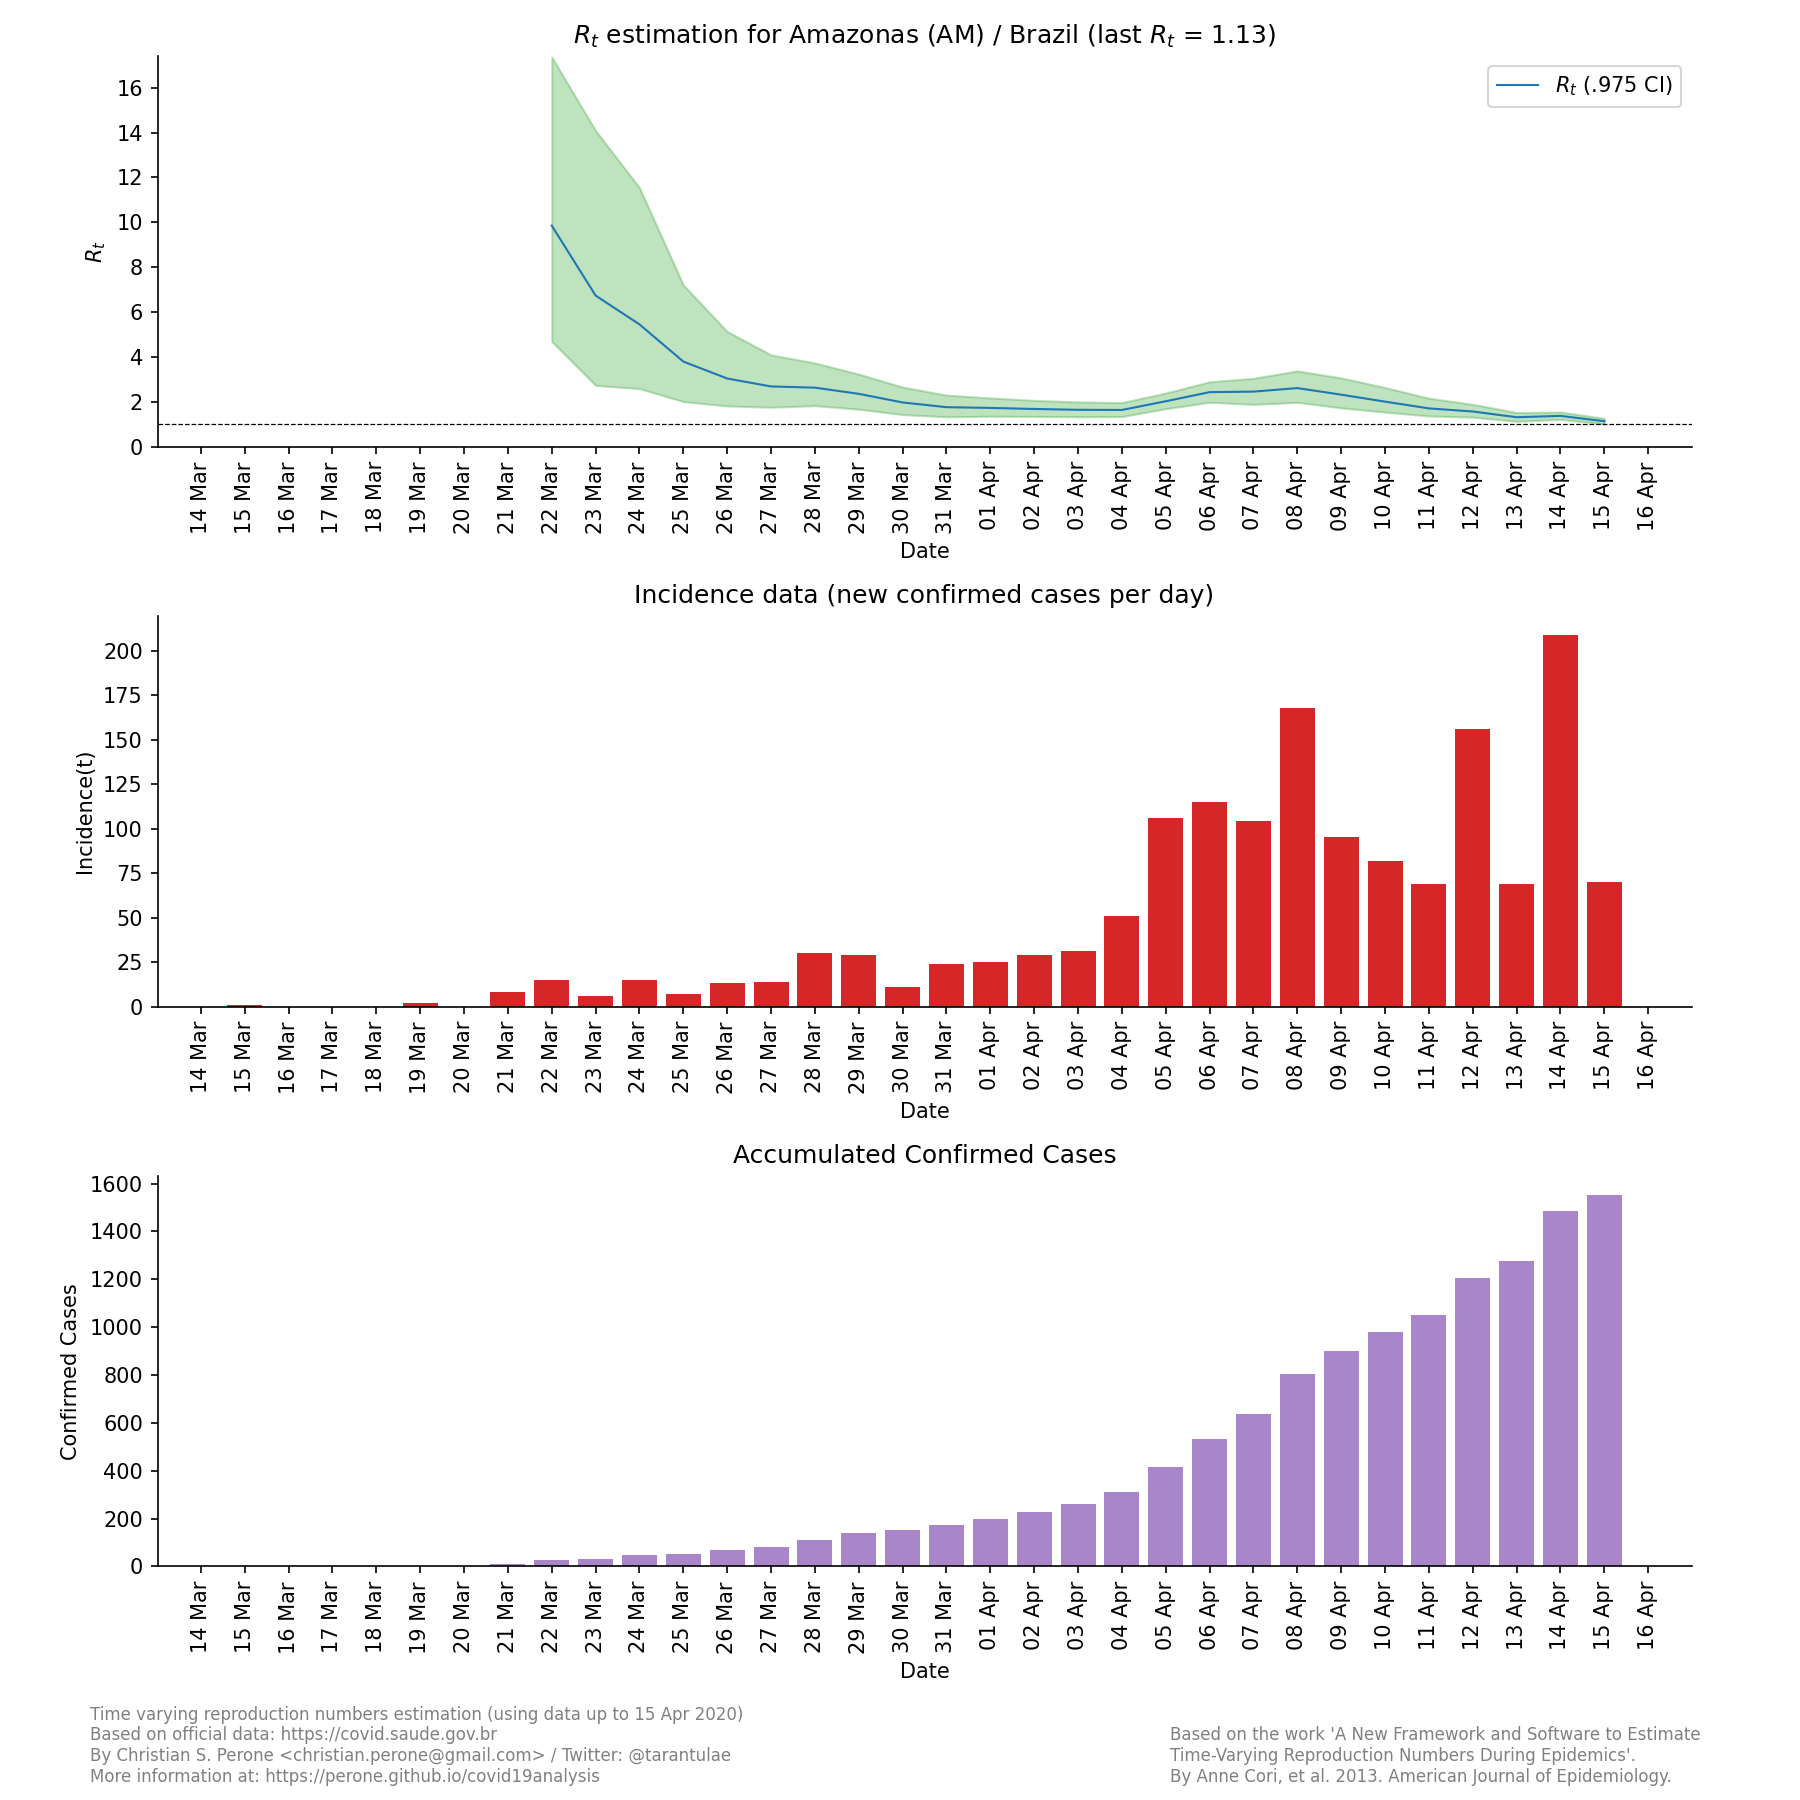 Rt estimation for Amazonas (AM) / Brazil (last Rt = 1.13)
Rt (.975 CI)
Rt
16
14
12
10
8
6
4
2
0
14 Mar 15 Mar 16 Mar 17 Mar 18 Mar 19 Mar 20 Mar 21 Mar 22 Mar 23 Mar 24 Mar 25 Mar 26 Mar 27 Mar 28 Mar 29 Mar 30 Mar 31 Mar 01 Apr 02 Apr 03 Apr 04 Apr 05 Apr 06 Apr 07 Apr 08 Apr 09 Apr 10 Apr 11 Apr 12 Apr 13 Apr 14 Apr 15 Apr 16 Apr
Date
Incidence data (new confirmed cases per day)
Incidence(t)
200
175
150
125
100
75
50
25
0
14 Mar 15 Mar 16 Mar 17 Mar 18 Mar 19 Mar 20 Mar 21 Mar 22 Mar 23 Mar 24 Mar 25 Mar 26 Mar 27 Mar 28 Mar 29 Mar 30 Mar 31 Mar 01 Apr 02 Apr 03 Apr 04 Apr 05 Apr 06 Apr 07 Apr 08 Apr 09 Apr 10 Apr 11 Apr 12 Apr 13 Apr 14 Apr 15 Apr 16 Apr
Date
Accumulated Confirmed Cases
Confirmed Cases
1600
1400
1200
1000
800
600
400
200
0
14 Mar 15 Mar 16 Mar 17 Mar 18 Mar 19 Mar 20 Mar 21 Mar 22 Mar 23 Mar 24 Mar 25 Mar 26 Mar 27 Mar 28 Mar 29 Mar 30 Mar 31 Mar 01 Apr 02 Apr 03 Apr 04 Apr 05 Apr 06 Apr 07 Apr 08 Apr 09 Apr 10 Apr 11 Apr 12 Apr 13 Apr 14 Apr 15 Apr 16 Apr
Date
Time varying reproduction numbers estimation (using data up to 15 Apr 2020)
Based on official data: https://covid.saude.gov.br
By Christian S. Perone <christian.perone@gmail.com> / Twitter: @tarantulae
More information at: https://perone.github.io/covid19analysis
Based on the work 'A New Framework and Software to Estimate
Time-Varying Reproduction Numbers During Epidemics'.
By Anne Cori, et al. 2013. American Journal of Epidemiology.